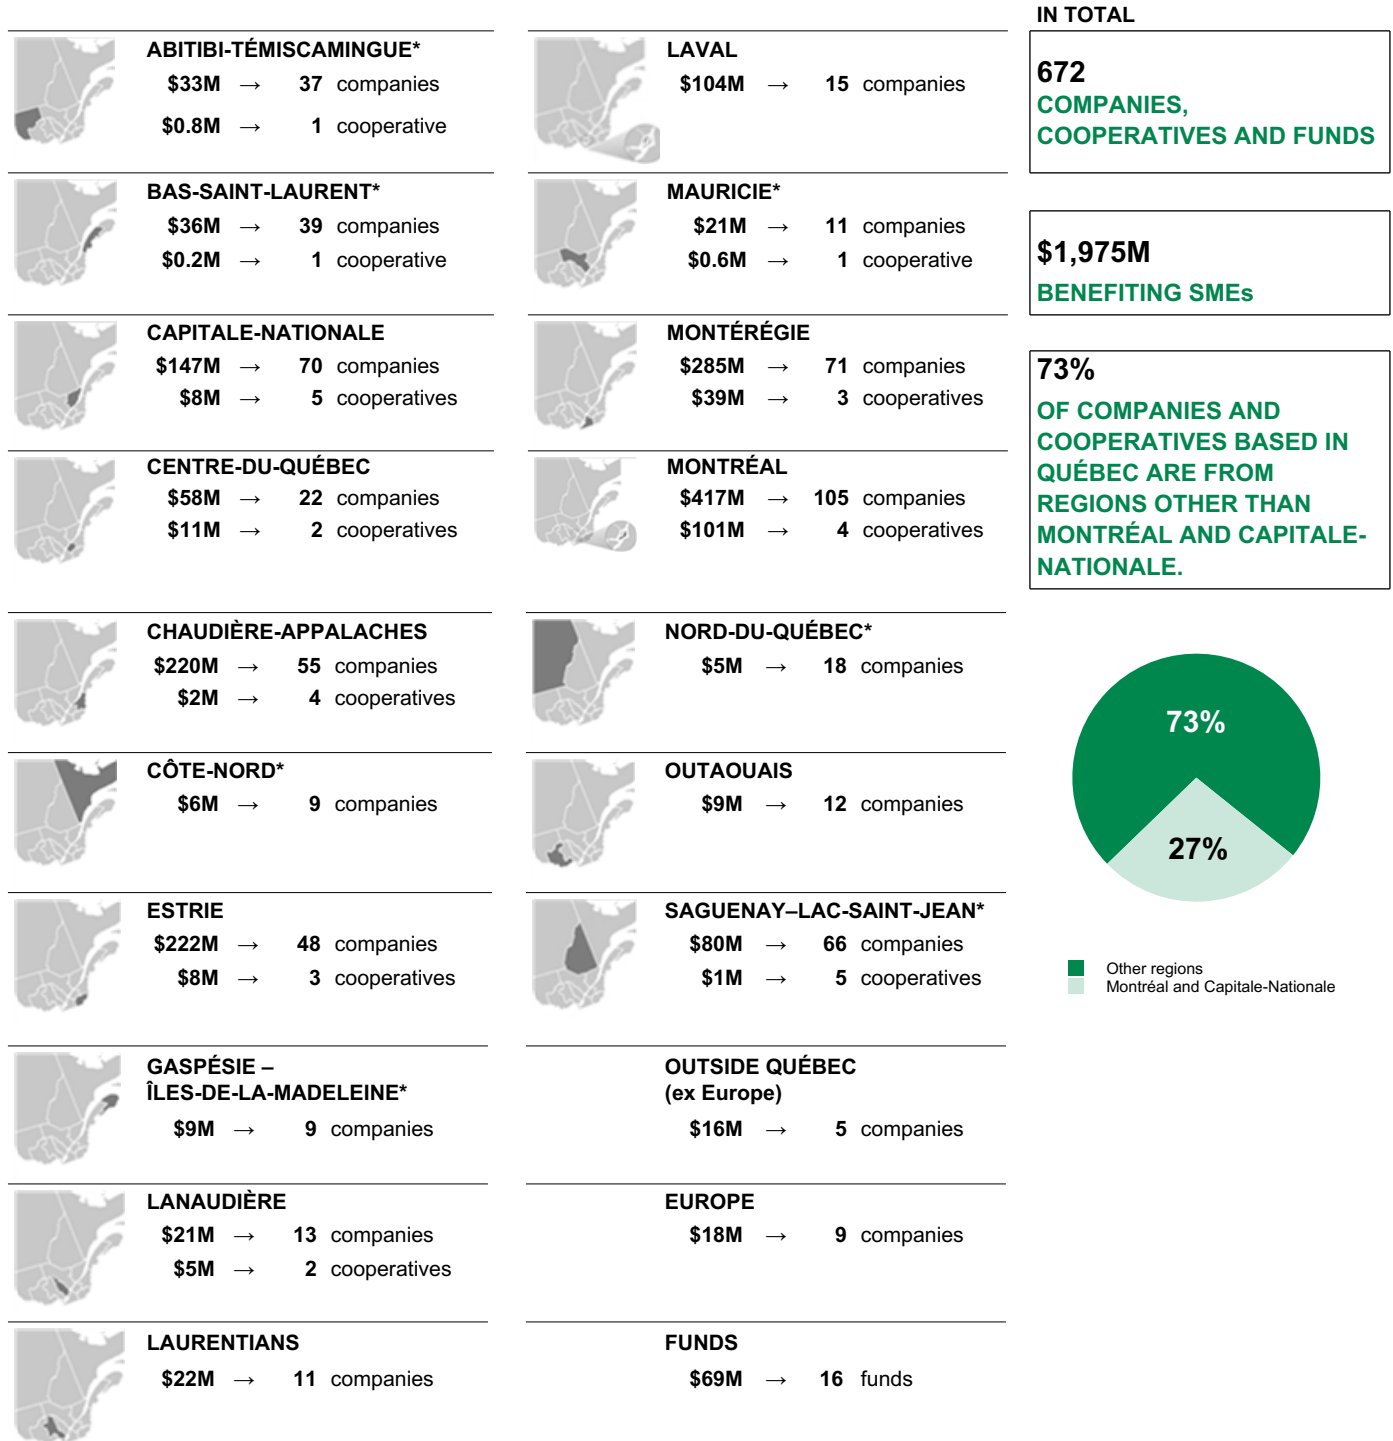 ABITIBI-TÉMISCAMINGUE*
$33M → 37 companies
$0.8M → 1 cooperative
BAS-SAINT-LAURENT*
$36M → 39 companies
$0.2M → 1 cooperative
CAPITALE-NATIONALE
$147M → 70 companies
$8M → 5 cooperatives
CENTRE-DU-QUÉBEC
$58M → 22 companies
$11M → 2 cooperatives
CHAUDIÈRE-APPALACHES
$220M → 55 companies
$2M → 4 cooperatives
CÔTE-NORD*
$6M → 9 companies
ESTRIE
$222M → 48 companies
$8M → 3 cooperatives
GASPÉSIE –
ÎLES-DE-LA-MADELEINE*
$9M → 9 companies
LANAUDIÈRE
$21M → 13 companies
$5M → 2 cooperatives
LAURENTIANS
$22M → 11 companies
LAVAL
$104M → 15 companies
MAURICIE*
$21M → 11 companies
$0.6M → 1 cooperative
MONTÉRÉGIE
$285M → 71 companies
$39M → 3 cooperatives
MONTRÉAL
$417M → 105 companies
$101M → 4 cooperatives
NORD-DU-QUÉBEC*
$5M → 18 companies
OUTAOUAIS
$9M → 12 companies
SAGUENAY–LAC-SAINT-JEAN*
$80M → 66 companies
$1M → 5 cooperatives
OUTSIDE QUÉBEC
(ex Europe)
$16M → 5 companies
EUROPE
$18M → 9 companies
FUNDS
$69M → 16 funds
IN TOTAL
672
COMPANIES,
COOPERATIVES AND FUNDS
$1,975M
BENEFITING SMEs
73%
OF COMPANIES AND
COOPERATIVES BASED IN
QUÉBEC ARE FROM
REGIONS OTHER THAN
MONTRÉAL AND CAPITALE-
NATIONALE.
73%
27%
Other regions
Montréal and Capitale-Nationale